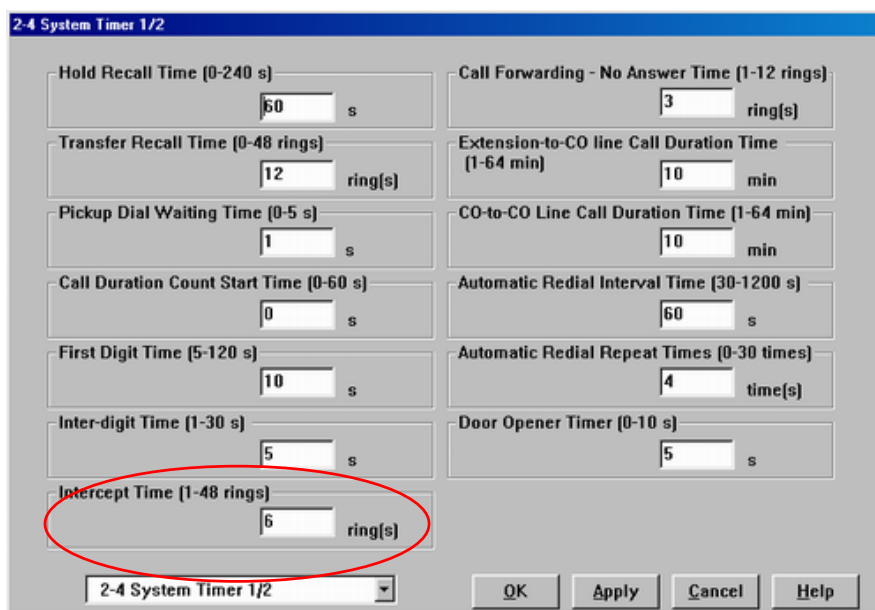 2-4 System Timer 1/2
Hold Recall Time (0-240 s)
60 s
Transfer Recall Time (0-48 rings)
12 ring(s)
Pickup Dial Waiting Time (0-5 s)
1 s
Call Duration Count Start Time (0-60 s)
0 s
First Digit Time (5-120 s)
10 s
Inter-digit Time (1-30 s)
5 s
Intercept Time (1-48 rings)
6 ring(s)
Call Forwarding - No Answer Time (1-12 rings)
3 ring(s)
Extension-to-CO line Call Duration Time
(1-64 min)
10 min
CO-to-CO Line Call Duration Time (1-64 min)
10 min
Automatic Redial Interval Time (30-1200 s)
60 s
Automatic Redial Repeat Times (0-30 times)
4 time(s)
Door Opener Timer (0-10 s)
5 s
2-4 System Timer 1/2
OK Apply Cancel Help